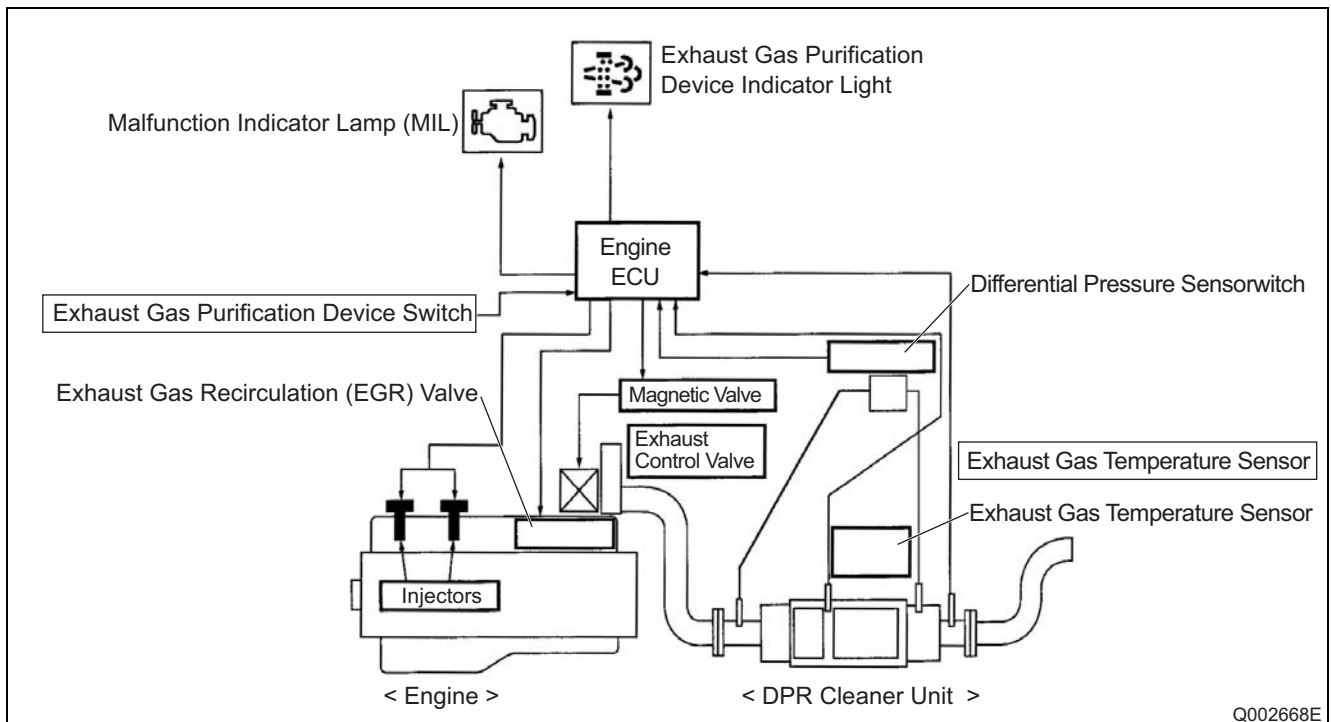 Exhaust Gas Purification
Device Indicator Light
Malfunction Indicator Lamp (MIL)
Engine
ECU
Differential Pressure Sensorwitch
Exhaust Gas Purification Device Switch
Exhaust Gas Recirculation (EGR) Valve
Magnetic Valve
Exhaust
Control Valve
Exhaust Gas Temperature Sensor
Exhaust Gas Temperature Sensor
Injectors
< Engine >
< DPR Cleaner Unit >
Q002668E